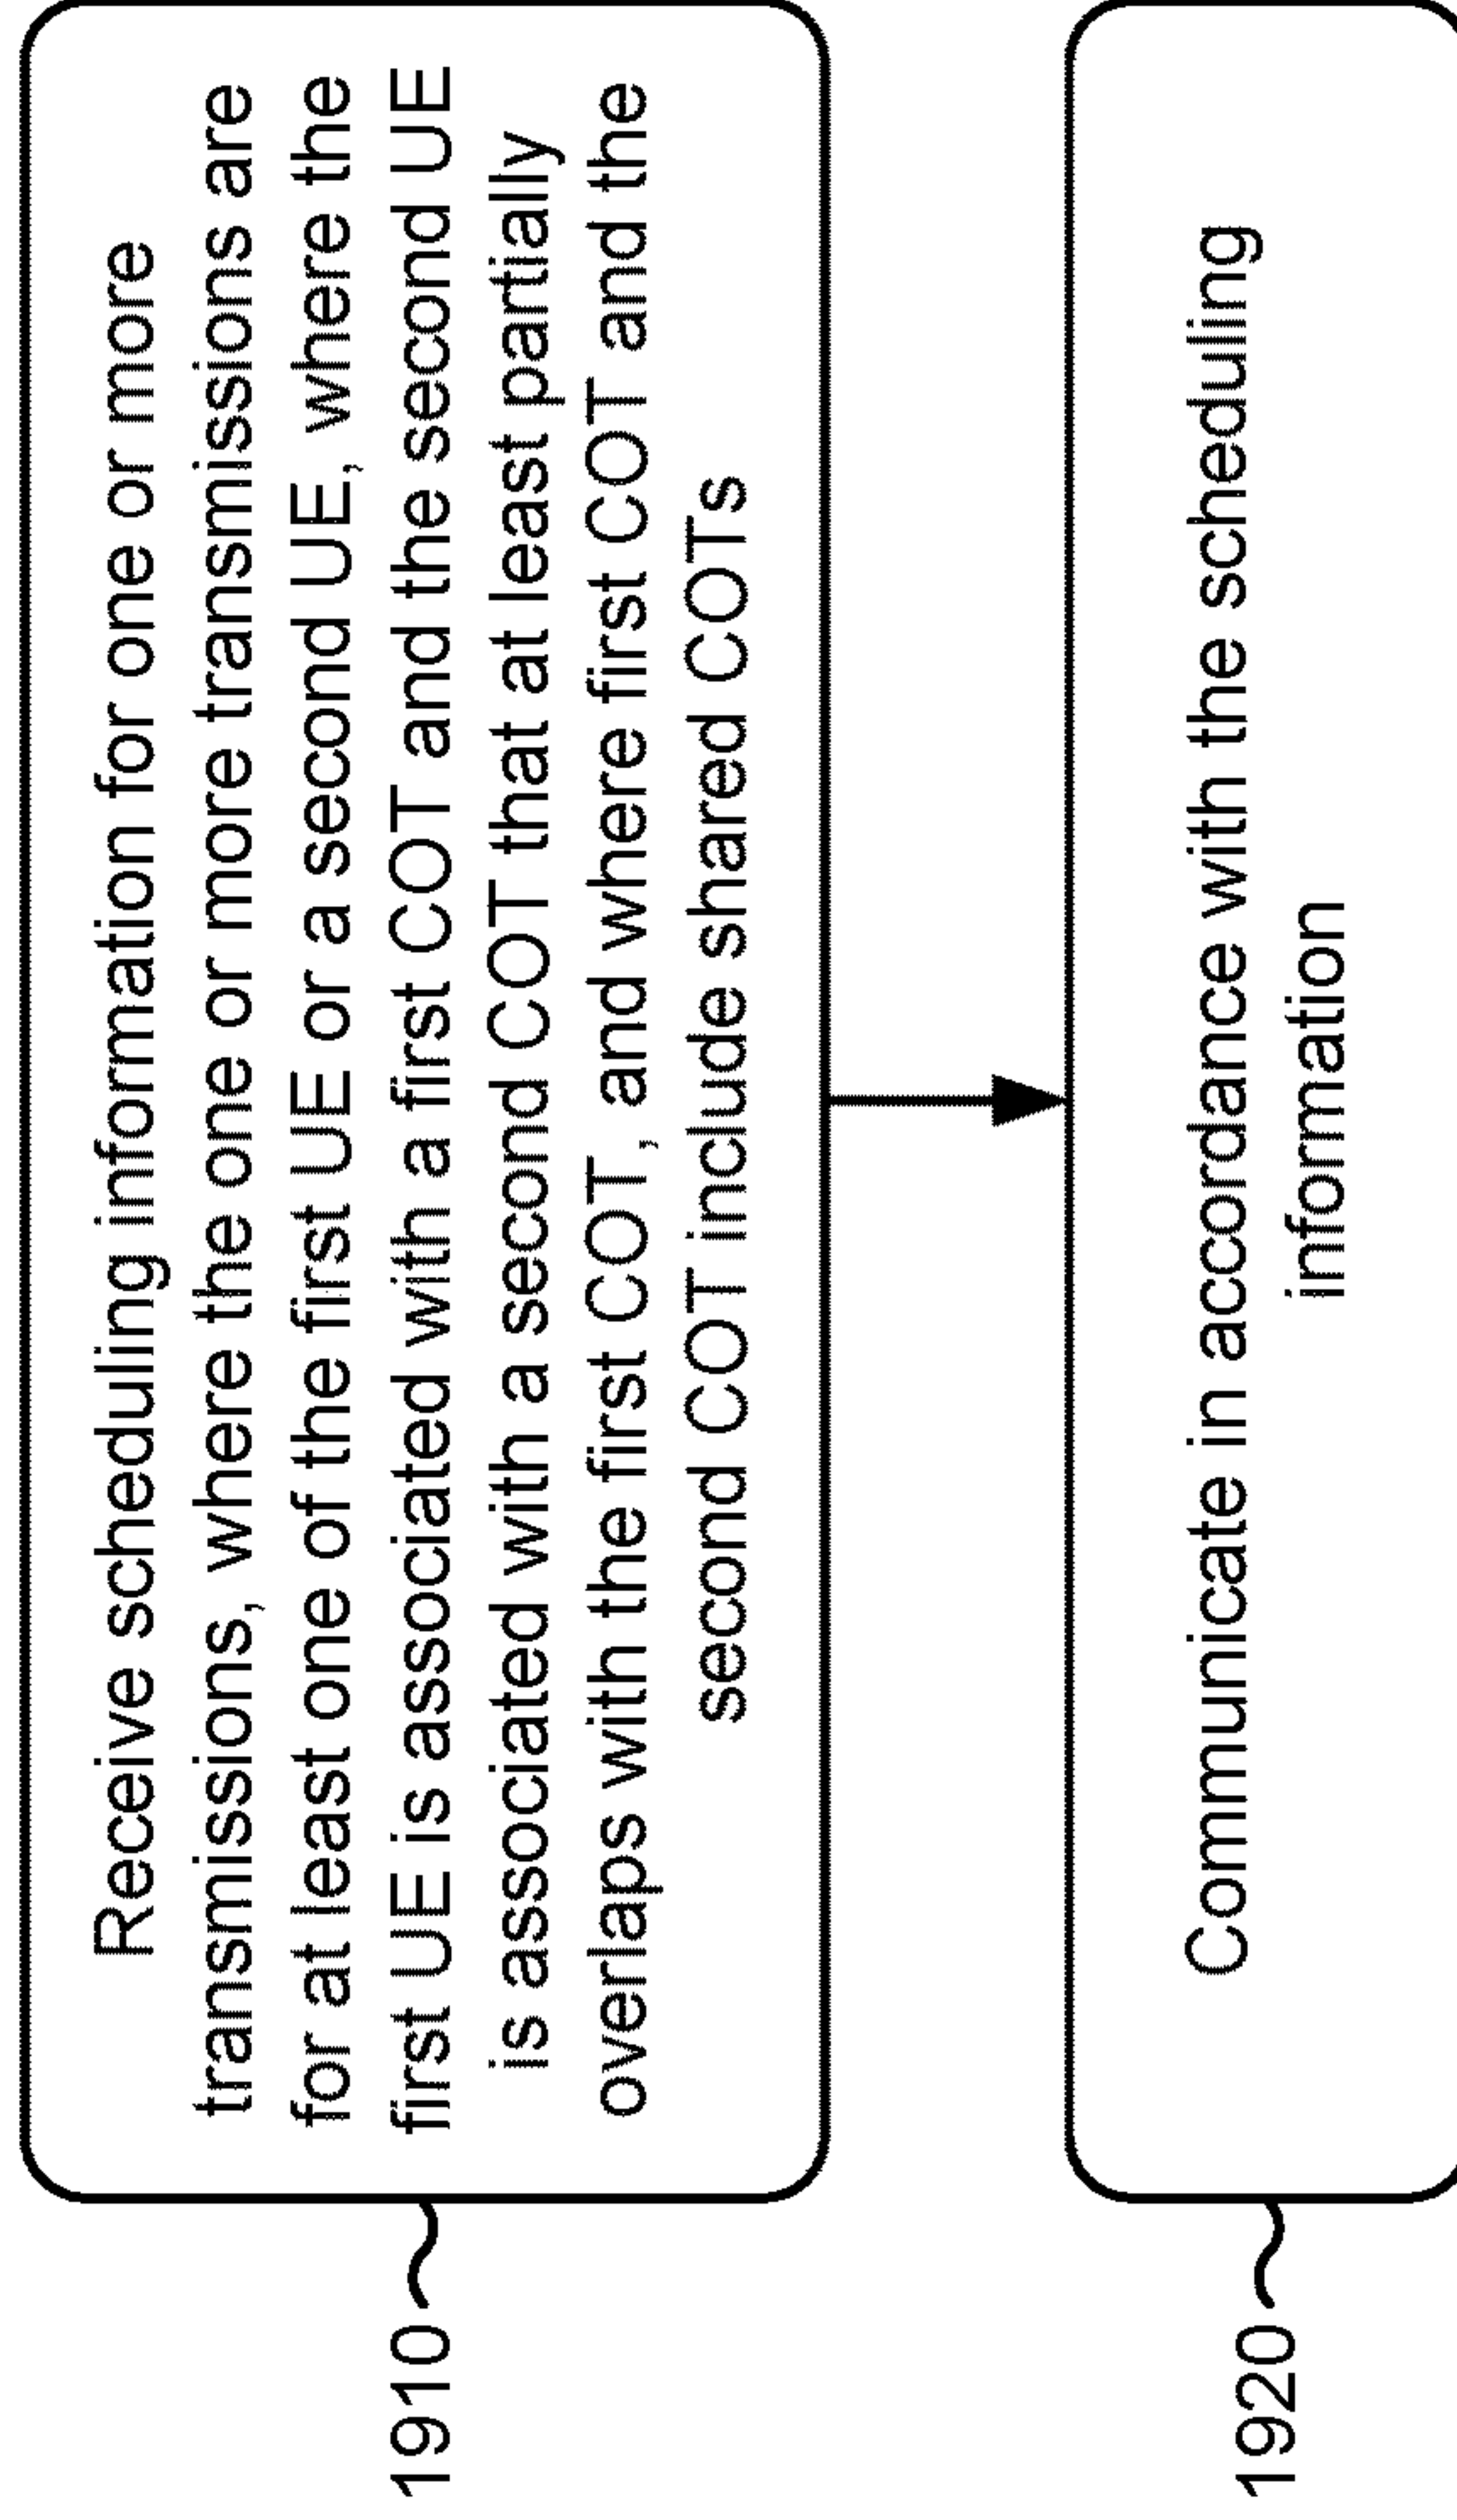 Receive scheduling information for one or more
transmissions, where the one or more transmissions are
for at least one of the first UE or a second UE, where the
first UE is associated with a first COT and the second UE
is associated with a second COT that at least partially
overlaps with the first COT, and where first COT and the
second COT include shared COTs
1910
Communicate in accordance with the scheduling
information
1920